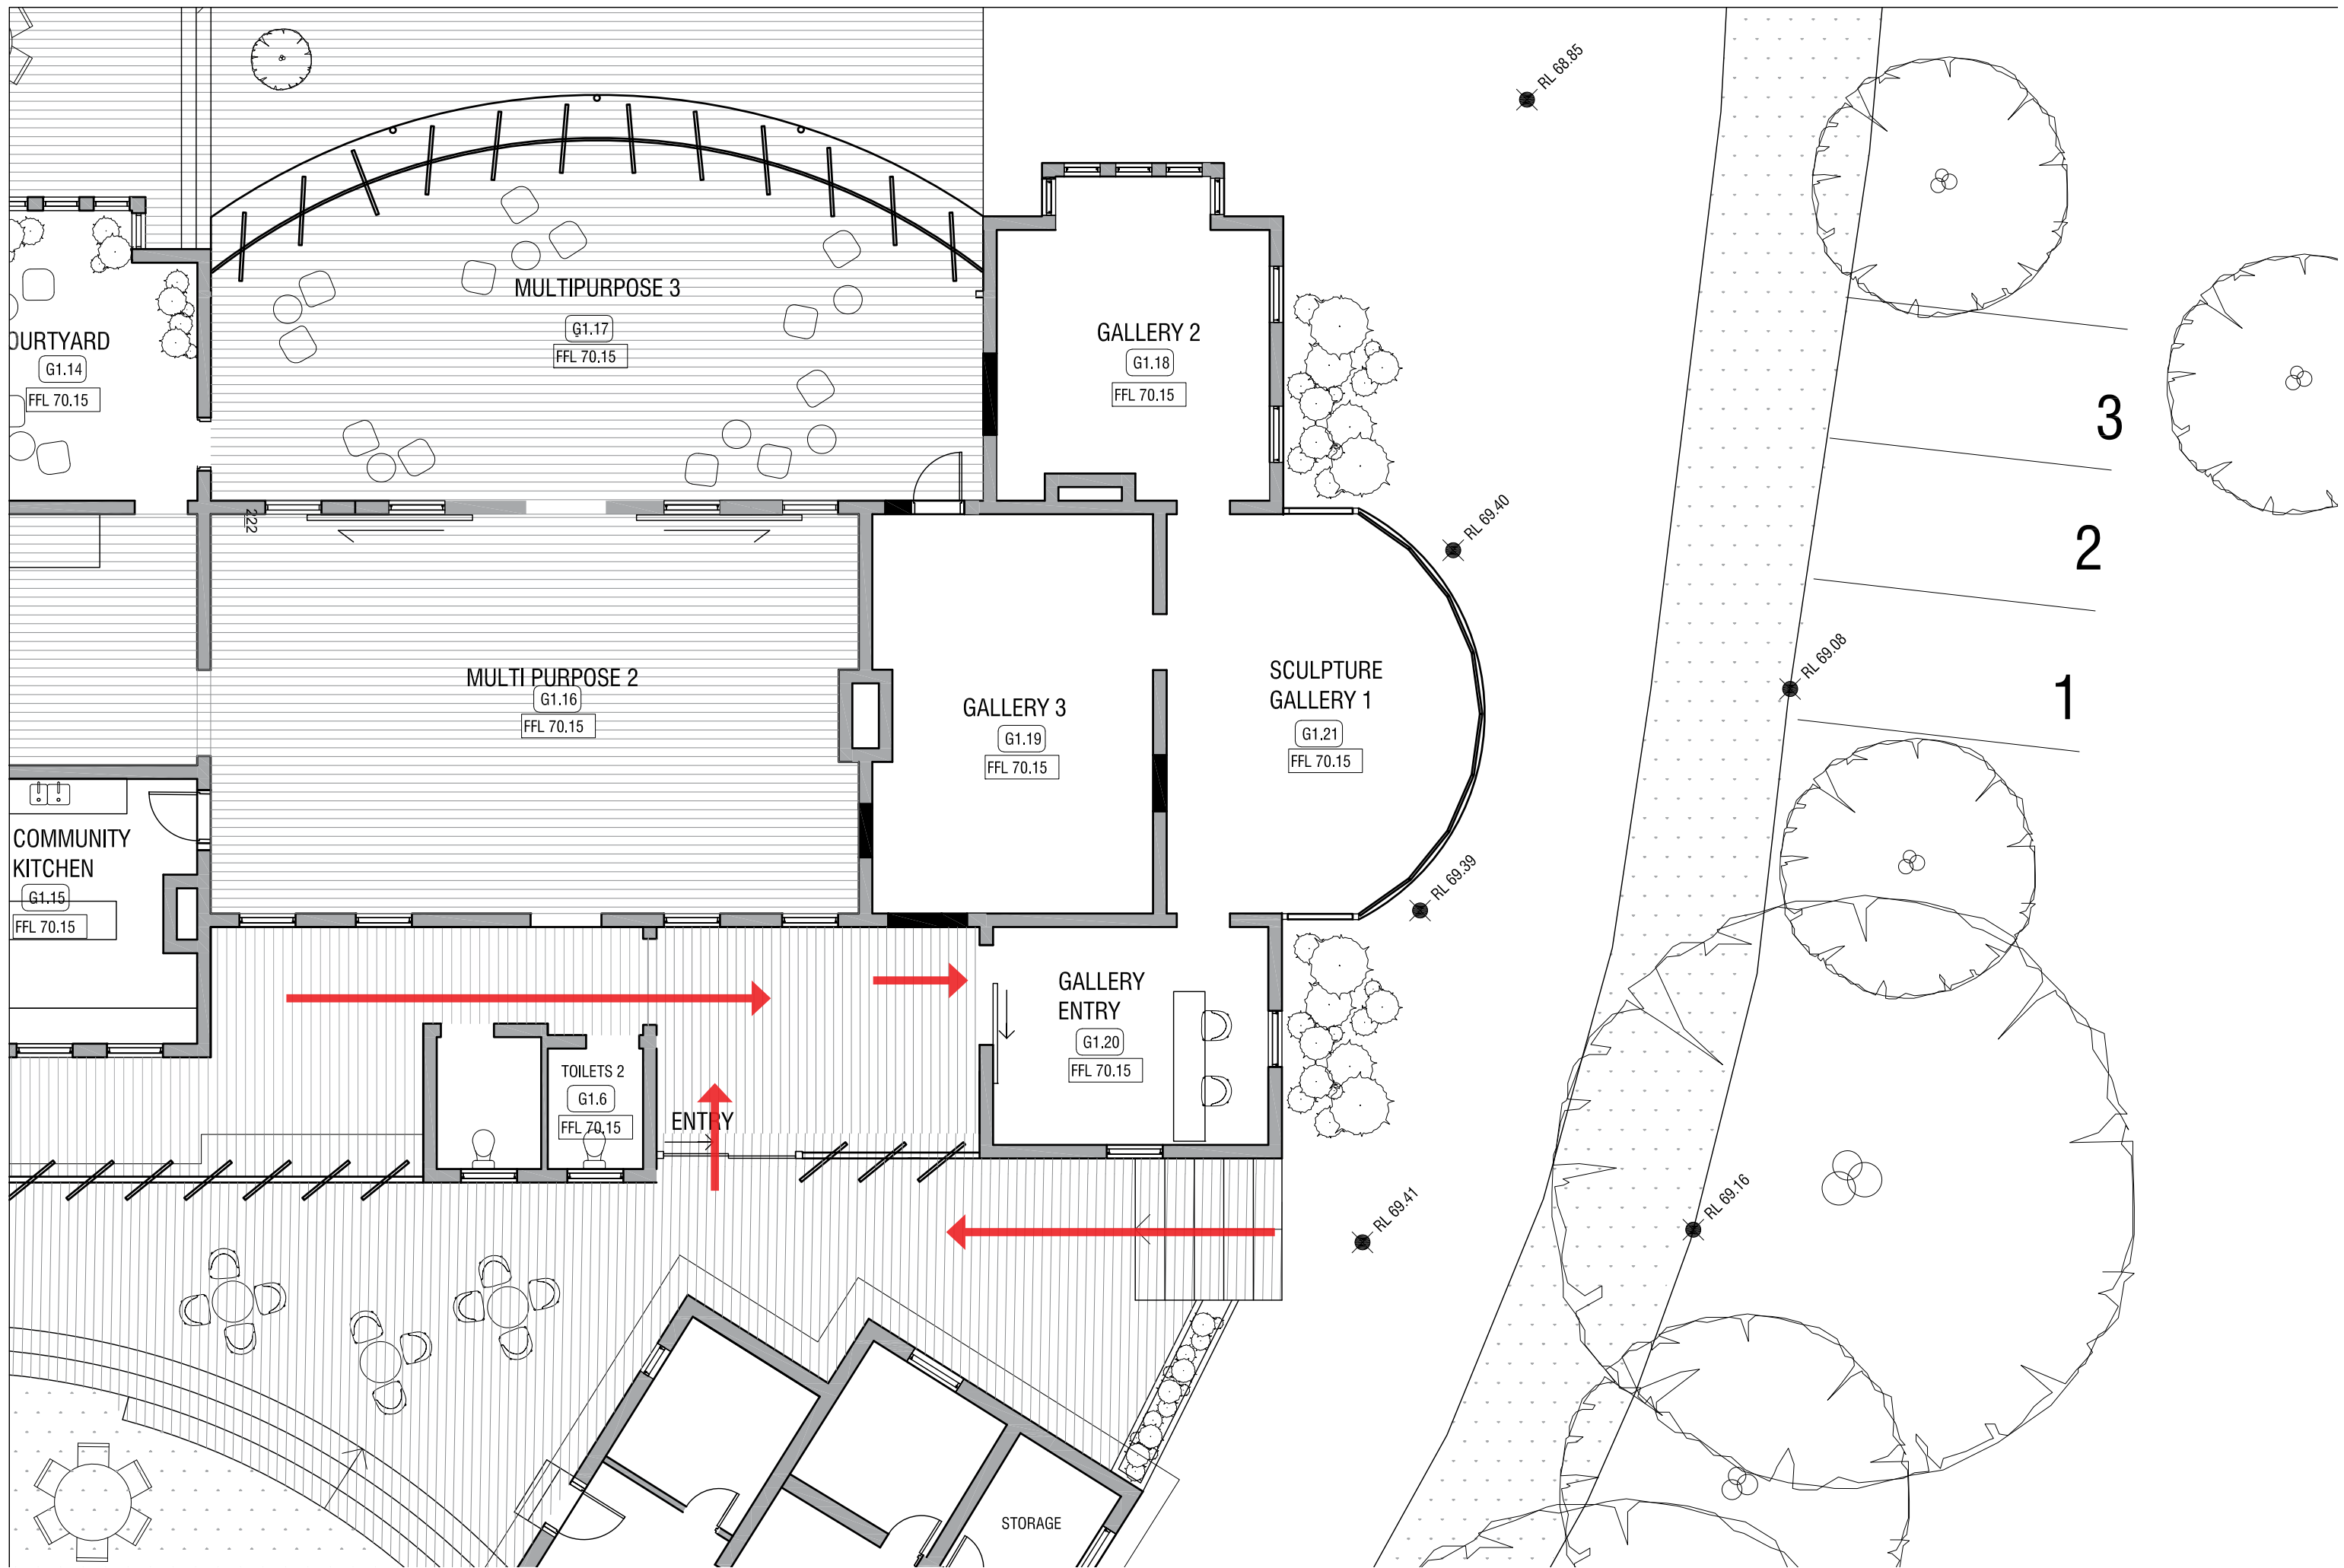 RL 68.85
MULTIPURPOSE 3
G1.17
FFL 70.15
OURTYARD
G1.14
FFL 70.15
GALLERY 2
G1.18
FFL 70.15
3
222
RL 69.40
2
MULTI PURPOSE 2
G1.16
FFL 70.15
GALLERY 3
G1.19
FFL 70.15
SCULPTURE
GALLERY 1
G1.21
FFL 70.15
RL 69.08
1
COMMUNITY
KITCHEN
G1.15
FFL 70.15
RL 69.39
GALLERY
ENTRY
G1.20
FFL 70.15
TOILETS 2
G1.6
FFL 70.15
ENTRY
RL 69.41
RL 69.16
STORAGE